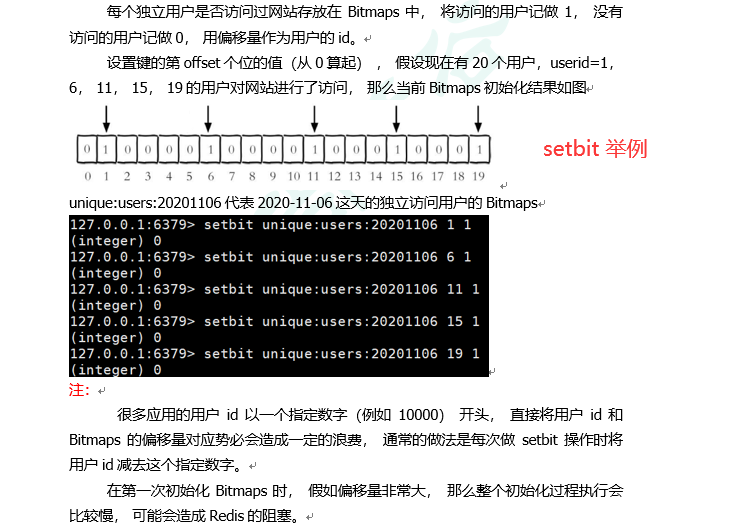 每个独立用户是否访问过网站存放在 Bitmaps 中， 将访问的用户记做 1， 没有
访问的用户记做 0， 用偏移量作为用户的 id。
设置键的第 offset 个位的值（从 0 算起） ， 假设现在有 20 个用户，userid=1，
6， 11， 15， 19 的用户对网站进行了访问， 那么当前 Bitmaps 初始化结果如图
0 1 0 0 0 0 1 0 0 0 0 1 0 0 0 1 0 0 0 1
setbit 举例
0 1 2 3 4 5 6 7 8 9 10 11 12 13 14 15 16 17 18 19
unique:users:20201106 代表 2020-11-06 这天的独立访问用户的 Bitmaps
127.0.0.1:6379> setbit unique:users:20201106 1 1
(integer) 0
127.0.0.1:6379> setbit unique:users:20201106 6 1
(integer) 0
127.0.0.1:6379> setbit unique:users:20201106 11 1
(integer) 0
127.0.0.1:6379> setbit unique:users:20201106 15 1
(integer) 0
127.0.0.1:6379> setbit unique:users:20201106 19 1
(integer) 0
注：
很多应用的用户 id 以一个指定数字（例如 10000） 开头， 直接将用户 id 和
Bitmaps 的偏移量对应势必会造成一定的浪费， 通常的做法是每次做 setbit 操作时将
用户 id 减去这个指定数字。
在第一次初始化 Bitmaps 时， 假如偏移量非常大， 那么整个初始化过程执行会
比较慢， 可能会造成 Redis 的阻塞。